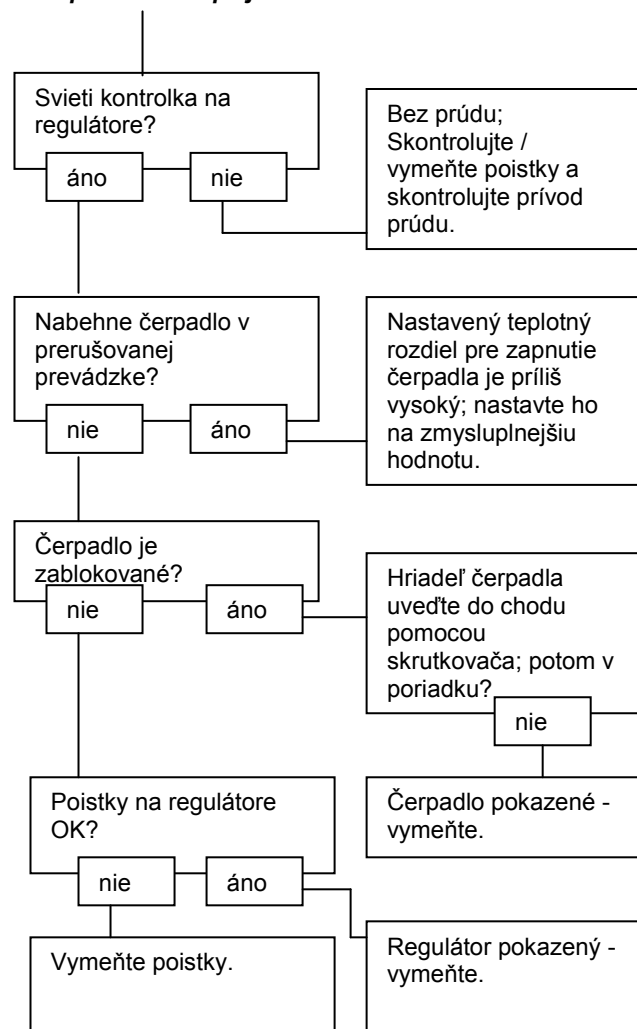 Svieti kontrolka na
regulátore?
áno
nie
Bez prúdu;
Skontrolujte /
vymeňte poistky a
skontrolujte prívod
prúdu.
Nabehne čerpadlo v
prerušovanej
prevádzke?
nie
áno
Nastavený teplotný
rozdiel pre zapnutie
čerpadla je príliš
vysoký; nastavte ho
na zmysluplnejšiu
hodnotu.
Čerpadlo je
zablokované?
nie
áno
Hriadeľ čerpadla
uveďte do chodu
pomocou
skrutkovača; potom v
poriadku?
nie
Čerpadlo pokazené -
vymeňte.
Poistky na regulátore
OK?
nie
áno
Vymeňte poistky.
Regulátor pokazený -
vymeňte.